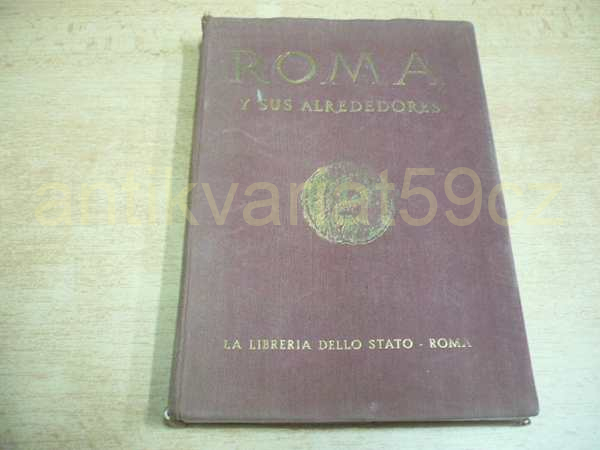 ROMA
Y SUS ALREDEDORES
antikvariat59cz
LA LIBRERIA DELLO STATO - ROMA